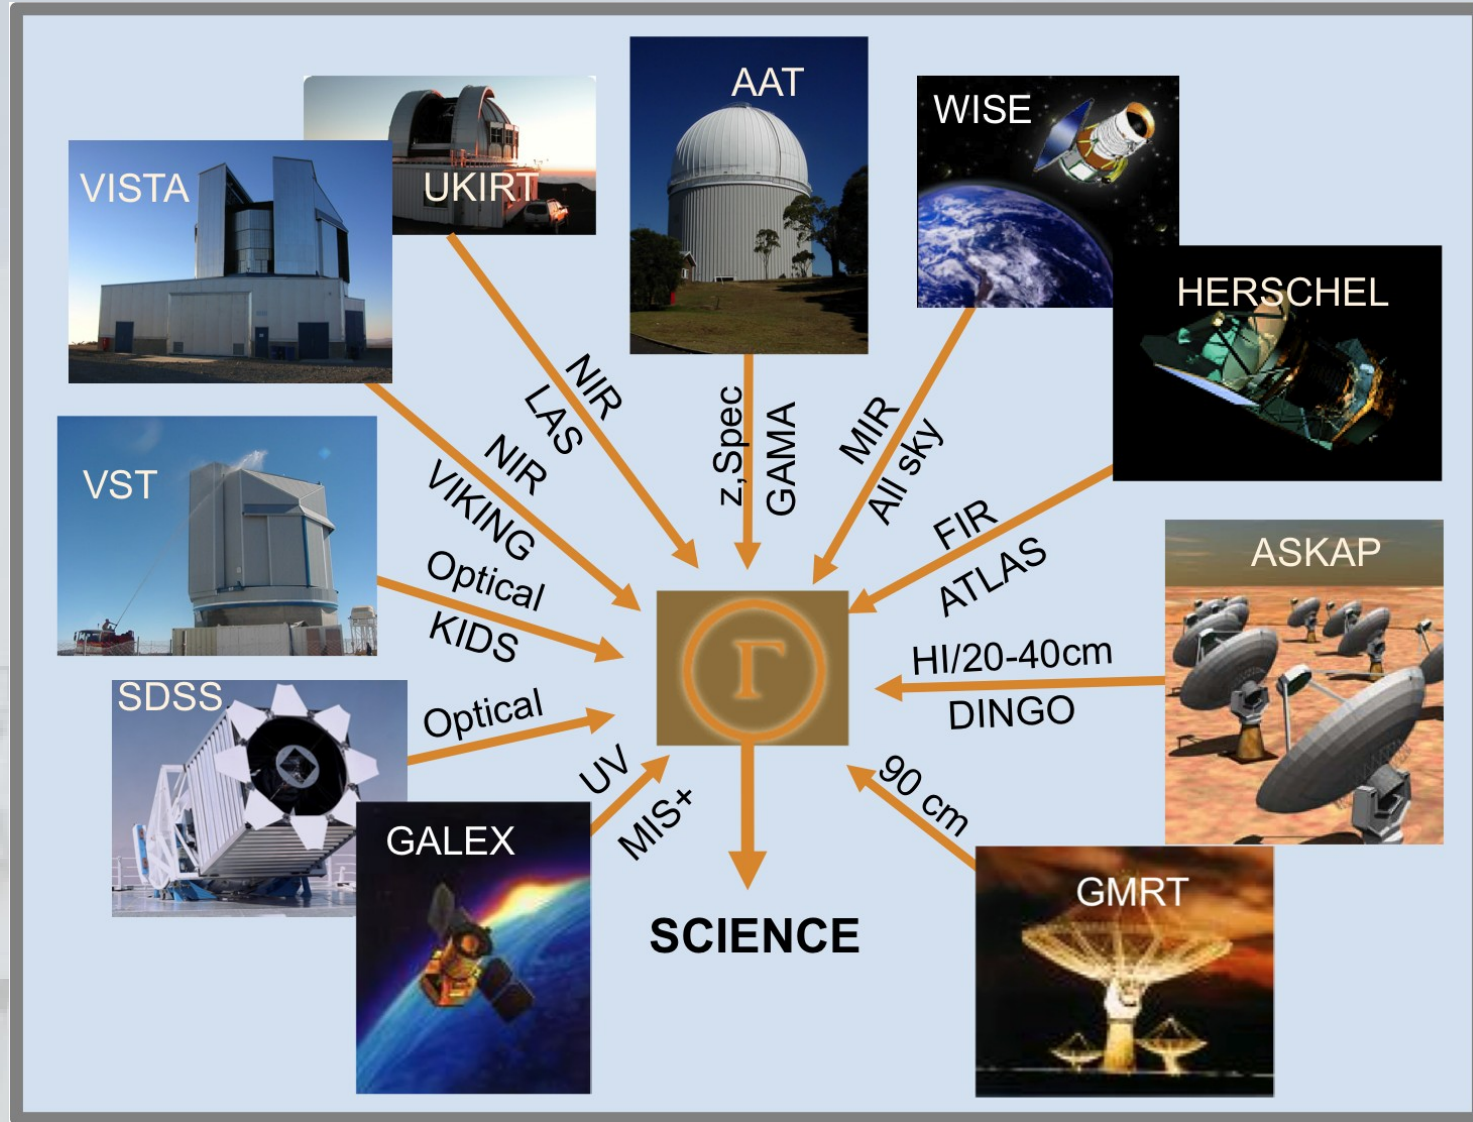 AAT
WISE
UKIRT
VISTA
HERSCHEL
NIR
LAS
z,Spec
GAMA
MIR
All sky
NIR
VIKING
VST
FIR
ATLAS
ASKAP
Optical
KIDS
HI/20-40cm
DINGO
Γ
SDSS
Optical
UV
MIS+
90 cm
GALEX
GMRT
SCIENCE